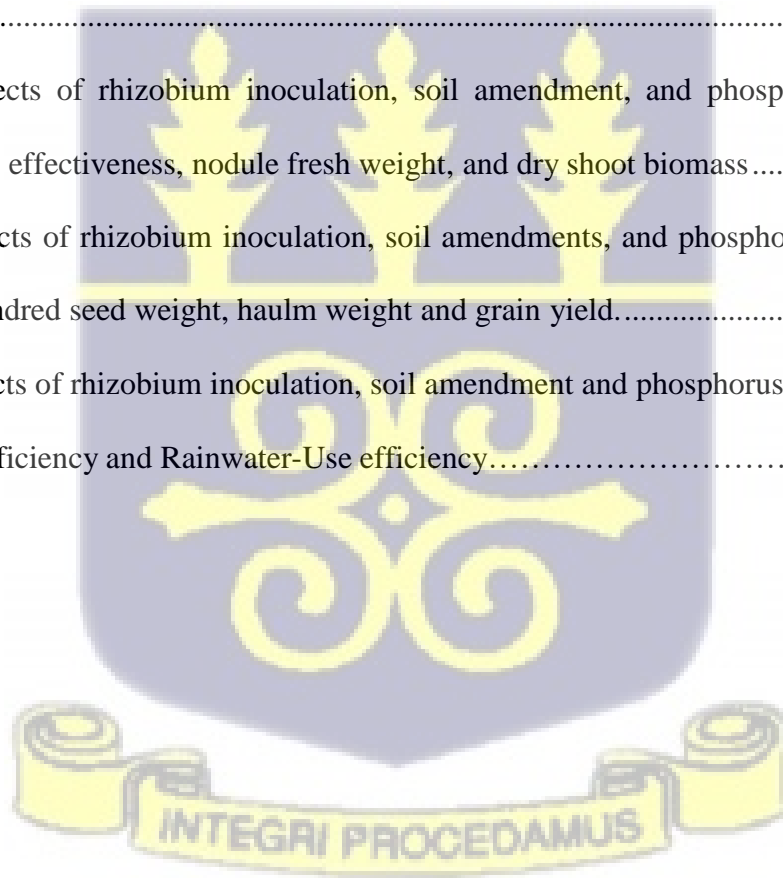 ..........................................................................................
ects of rhizobium inoculation, soil amendment, and phosp
effectiveness, nodule fresh weight, and dry shoot biomass ....
cts of rhizobium inoculation, soil amendments, and phospho
ndred seed weight, haulm weight and grain yield. ....................
cts of rhizobium inoculation, soil amendment and phosphorus
ficiency and Rainwater-Use efficiency..............................
INTEGRI PROCEDAMUS